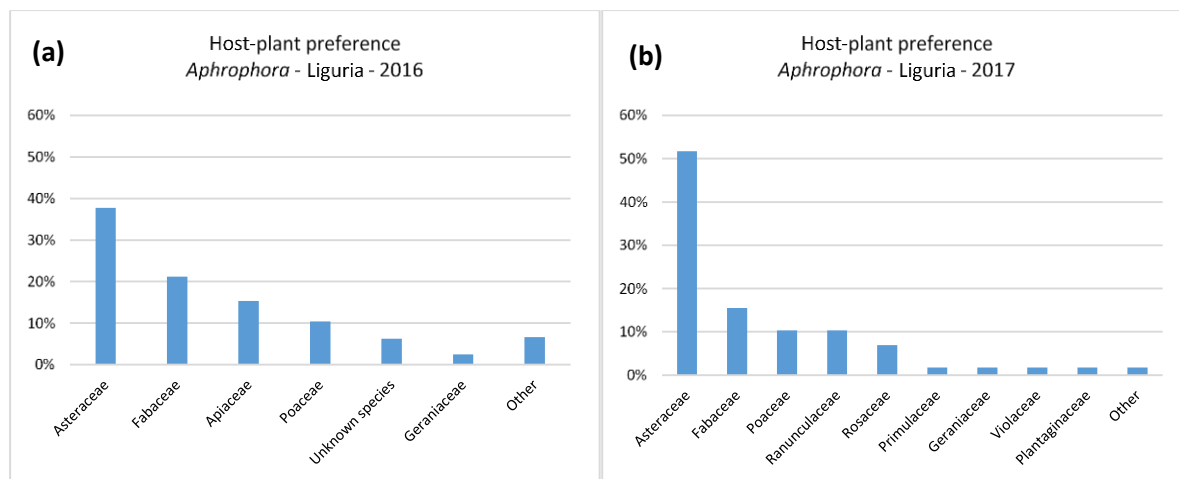 (a)
Host-plant preference
Aphrophora - Liguria - 2016
60%
50%
40%
30%
20%
10%
0%
Asteraceae
Fabaceae
Apiaceae
Poaceae
Unknown species
Geraniaceae
Other
(b)
Host-plant preference
Aphrophora - Liguria - 2017
60%
50%
40%
30%
20%
10%
0%
Asteraceae
Fabaceae
Poaceae
Ranunculaceae
Rosaceae
Primulaceae
Geraniaceae
Violaceae
Plantaginaceae
Other